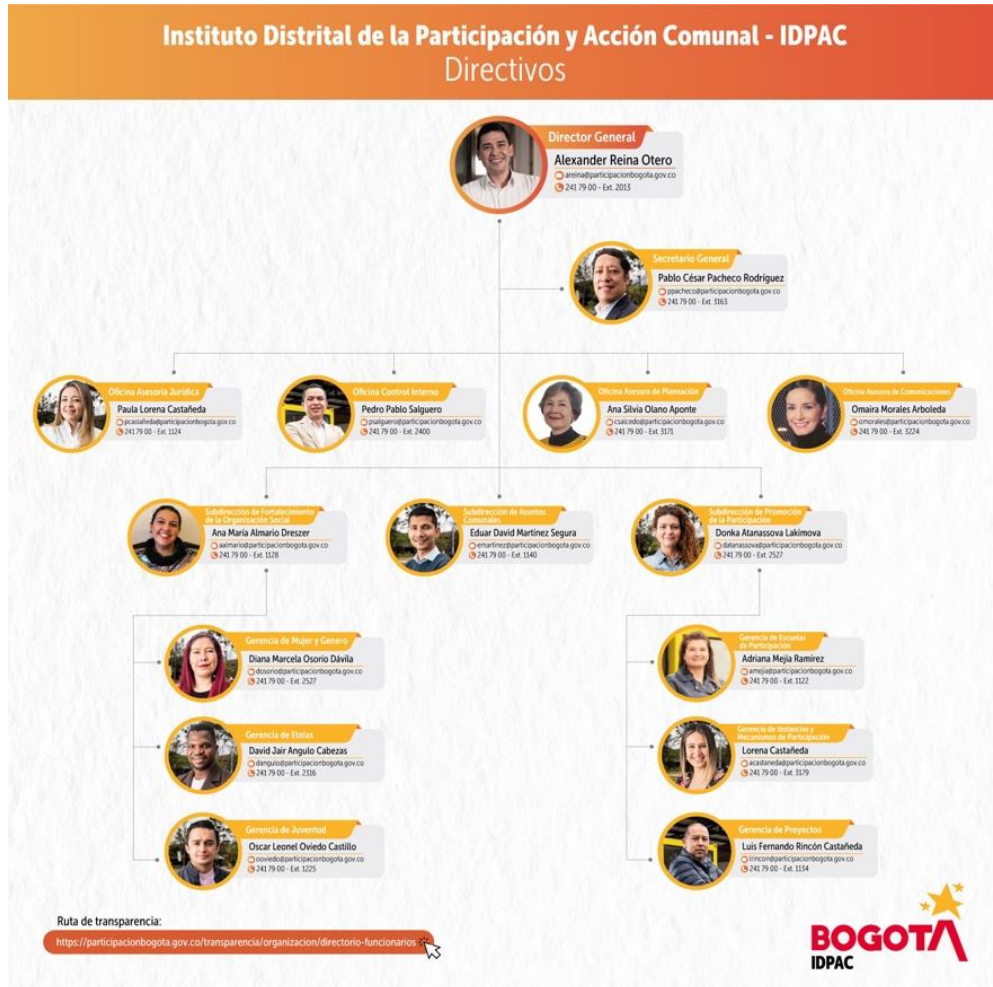 Instituto Distrital de la Participación y Acción Comunal - IDPAC
Directivos
Director General
Alexander Reina Otero
areina@participacionbogota.gov.co
241 79 00 - Ext. 2013
Secretario General
Pablo César Pacheco Rodríguez
ppacheco@participacionbogota.gov.co
241 79 00 - Ext. 3163
Oficina Asesoría Jurídica
Paula Lorena Castañeda
pcastañeda@participacionbogota.gov.co
241 79 00 - Ext. 1124
Oficina Control Interno
Pedro Pablo Salguero
psalguero@participacionbogota.gov.co
241 79 00 - Ext. 2400
Oficina Asesora de Planeación
Ana Silvia Olano Aponte
csalcedo@participacionbogota.gov.co
241 79 00 - Ext. 3171
Oficina Asesora de Comunicaciones
Omaira Morales Arboleda
omorales@participacionbogota.gov.co
241 79 00 - Ext. 3224
Subdirección de Fortalecimiento
de la Organización Social
Ana María Almario Dreszer
aalmario@participacionbogota.gov.co
241 79 00 - Ext. 1128
Subdirección de Asuntos
Comunales
Eduar David Martínez Segura
emartinez@participacionbogota.gov.co
241 79 00 - Ext. 1140
Subdirección de Promoción
de la Participación
Donka Atanassova Lakímova
datanassova@participacionbogota.gov.co
241 79 00 - Ext. 2527
Gerencia de Mujer y Genero
Diana Marcela Osorio Dávila
dosorio@participacionbogota.gov.co
241 79 00 - Ext. 2527
Gerencia de Etnias
David Jair Angulo Cabezas
dangulo@participacionbogota.gov.co
241 79 00 - Ext. 2316
Gerencia de Juventud
Oscar Leonel Oviedo Castillo
ooviedo@participacionbogota.gov.co
241 79 00 - Ext. 1225
Gerencia de Escuelas
de Participación
Adriana Mejía Ramírez
amejia@participacionbogota.gov.co
241 79 00 - Ext. 1122
Gerencia de Instancias y
Mecanismos de Participación
Lorena Castañeda
acastaneda@participacionbogota.gov.co
241 79 00 - Ext. 3179
Gerencia de Proyectos
Luis Fernando Rincón Castañeda
lrincon@participacionbogota.gov.co
241 79 00 - Ext. 1134
Ruta de transparencia:
https://participacionbogota.gov.co/transparencia/organizacion/directorio-funcionarios
BOGOTÁ
IDPAC